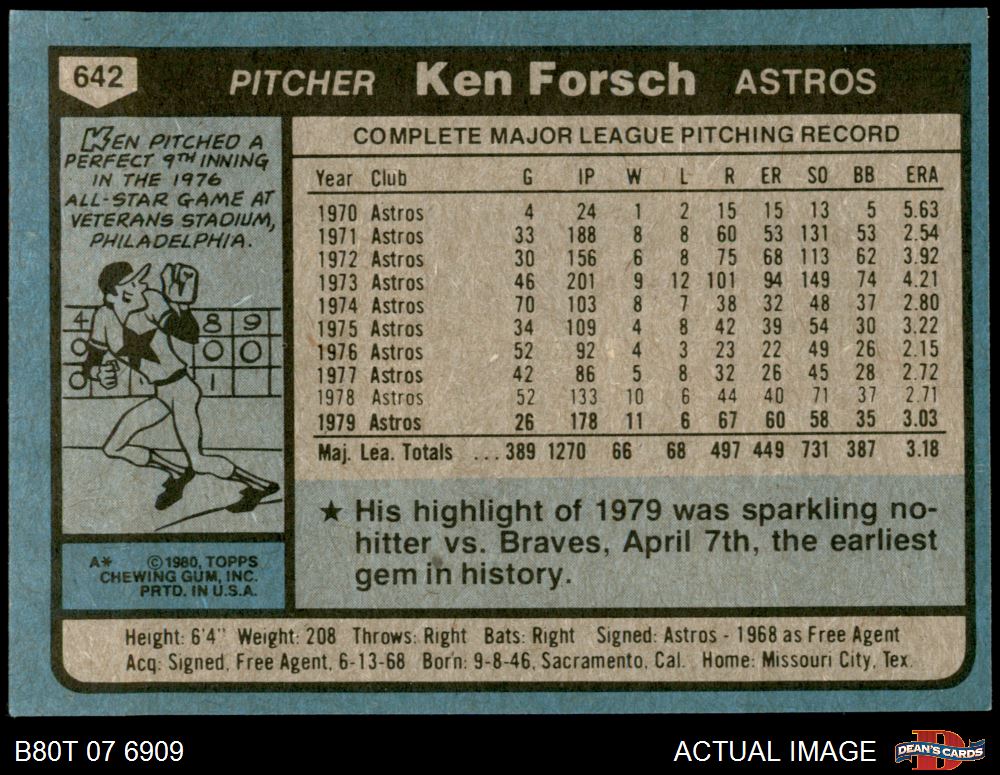 642 PITCHER Ken Forsch ASTROS
KEN PITCHED A
PERFECT 9TH INNING
IN THE 1976
ALL-STAR GAME AT
VETERANS STADIUM,
PHILADELPHIA.
4 8 9
0 0 0
0 1
A* © 1980, TOPPS
CHEWING GUM, INC.
PRTD. IN U.S.A.
COMPLETE MAJOR LEAGUE PITCHING RECORD
Year Club G IP W L R ER SO BB ERA
1970 Astros 4 24 1 2 15 15 13 5 5.63
1971 Astros 33 188 8 8 60 53 131 53 2.54
1972 Astros 30 156 6 8 75 68 113 62 3.92
1973 Astros 46 201 9 12 101 94 149 74 4.21
1974 Astros 70 103 8 7 38 32 48 37 2.80
1975 Astros 34 109 4 8 42 39 54 30 3.22
1976 Astros 52 92 4 3 23 22 49 26 2.15
1977 Astros 42 86 5 8 32 26 45 28 2.72
1978 Astros 52 133 10 6 44 40 71 37 2.71
1979 Astros 26 178 11 6 67 60 58 35 3.03
Maj. Lea. Totals ... 389 1270 66 68 497 449 731 387 3.18
★ His highlight of 1979 was sparkling no-
hitter vs. Braves, April 7th, the earliest
gem in history.
Height: 6'4" Weight: 208 Throws: Right Bats: Right Signed: Astros - 1968 as Free Agent
Acq: Signed, Free Agent, 6-13-68 Born: 9-8-46, Sacramento, Cal. Home: Missouri City, Tex.
B80T 07 6909 ACTUAL IMAGE DEAN'S CARDS